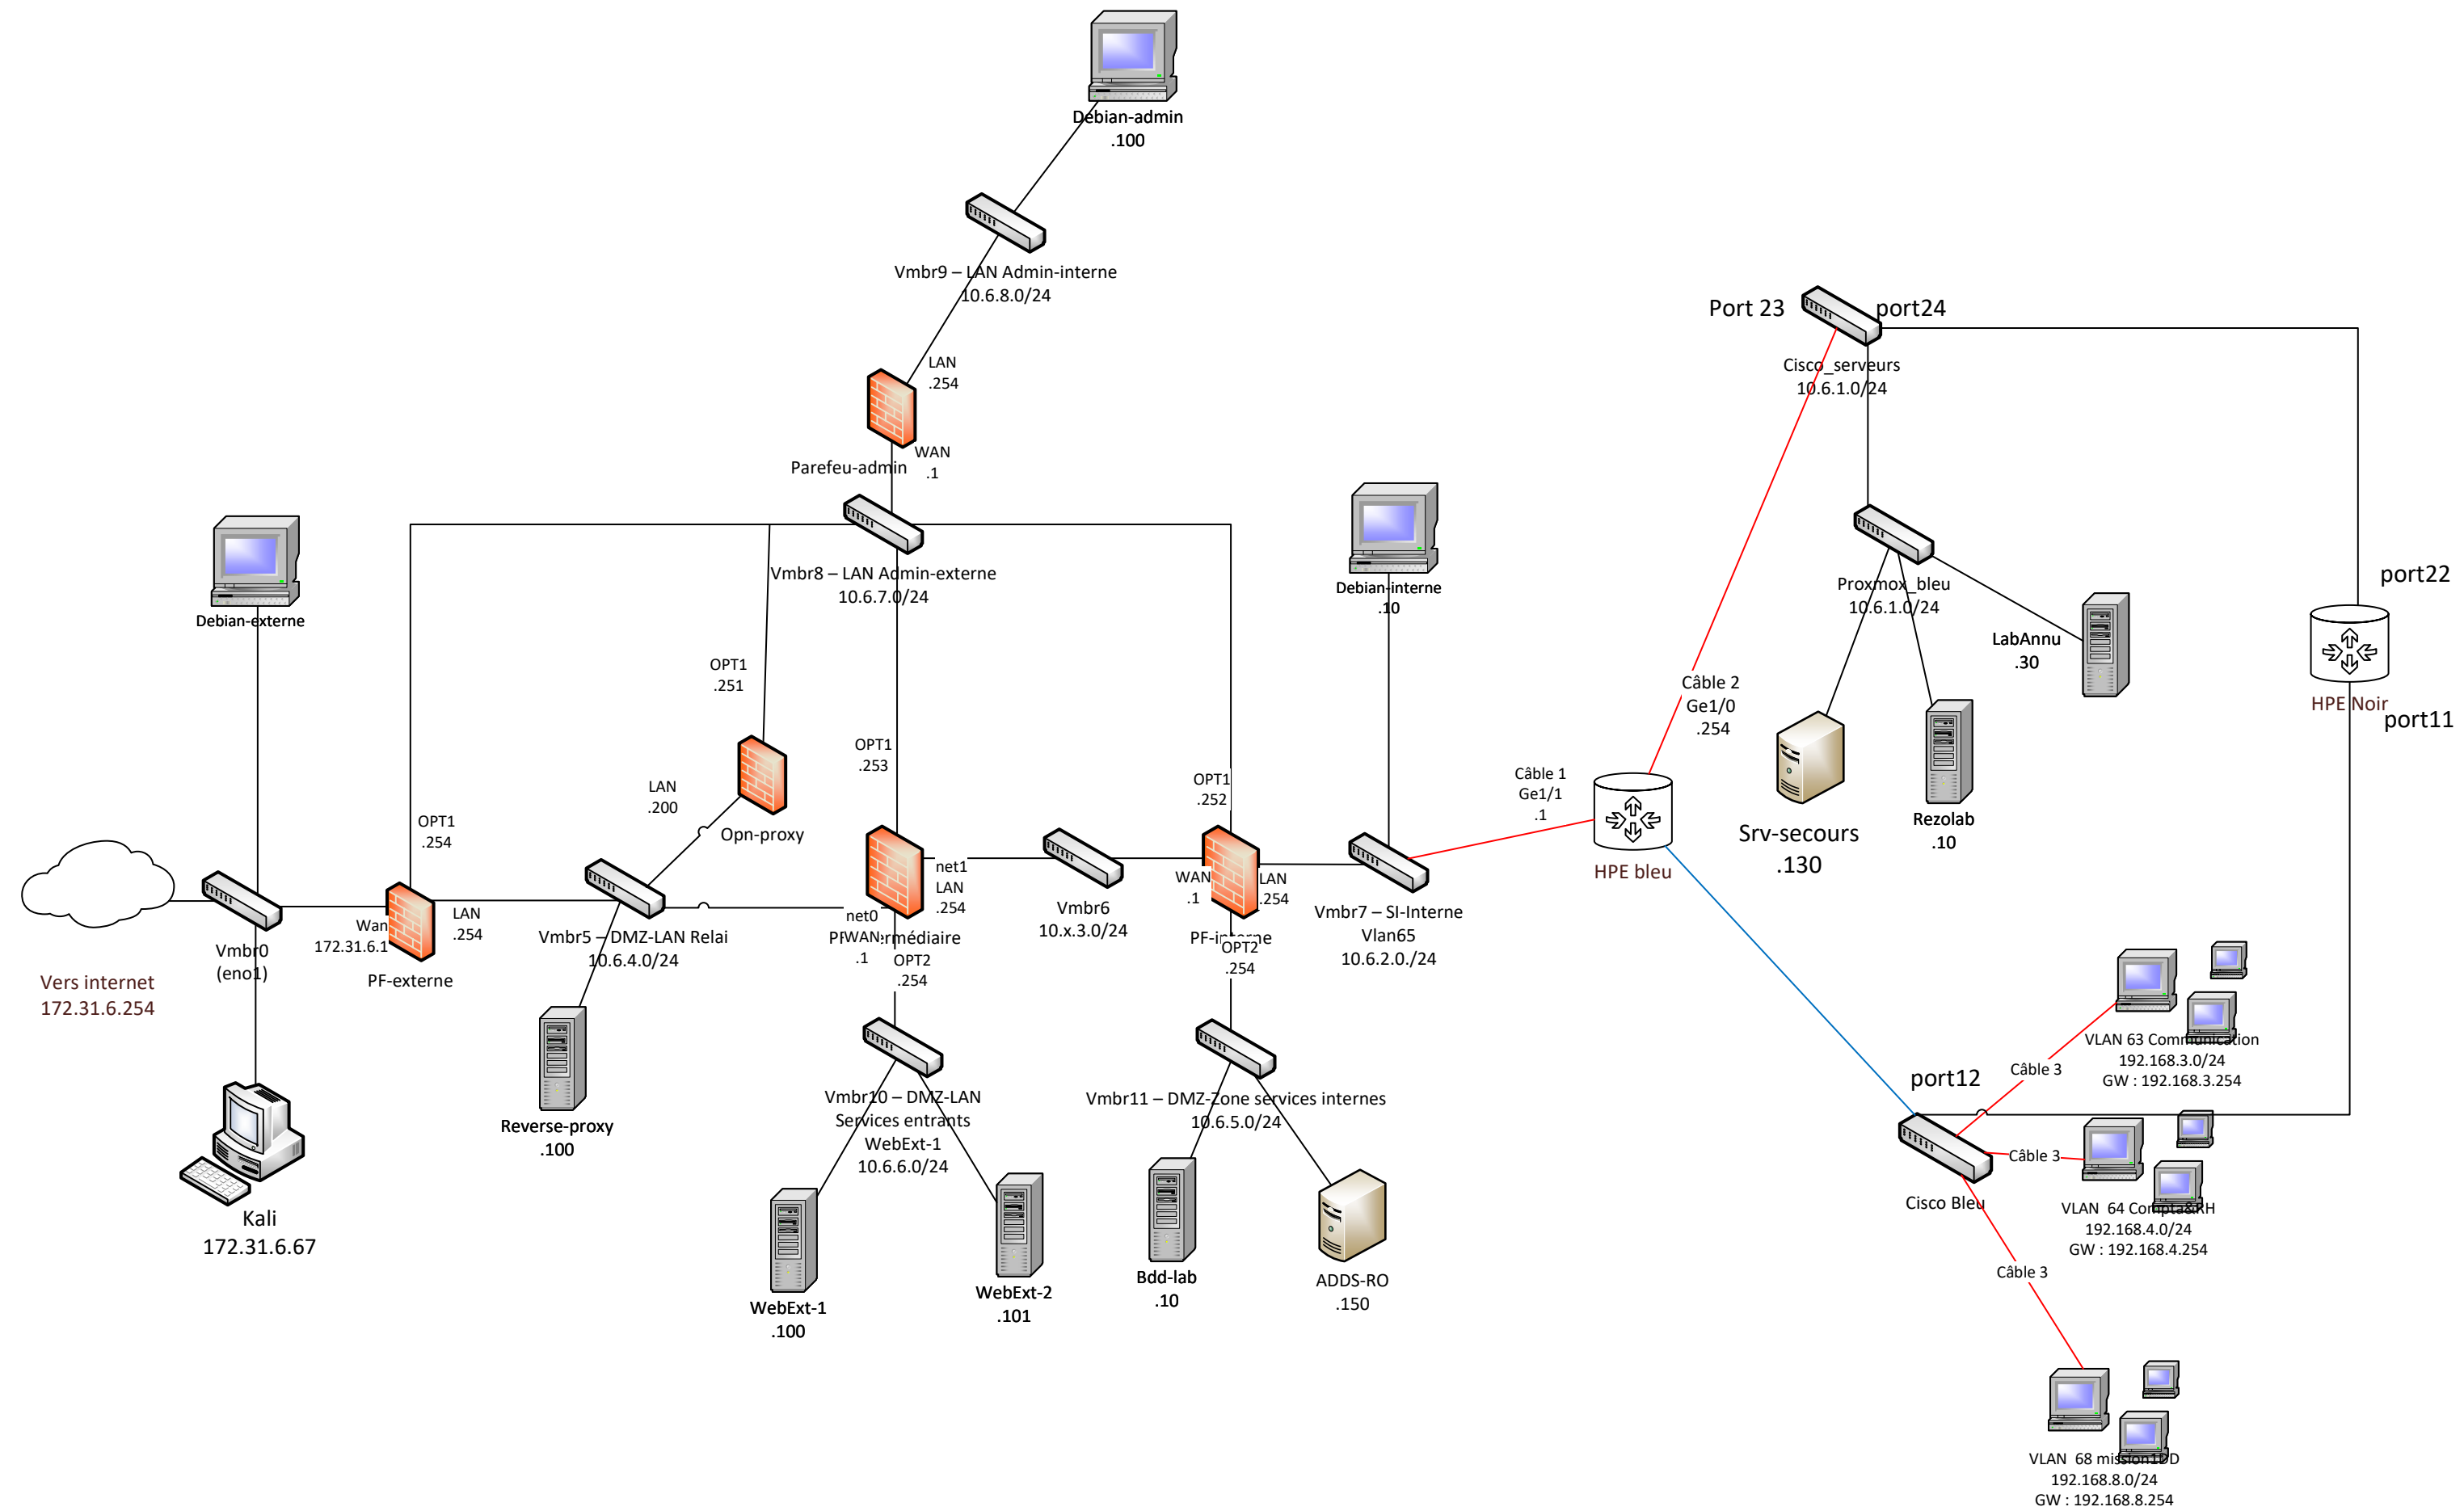 Debian-admin
.100
Vmbr9 – LAN Admin-interne
10.6.8.0/24
LAN
.254
Parefeu-admin
WAN
.1
Vmbr8 – LAN Admin-externe
10.6.7.0/24
Debian-externe
Vers internet
172.31.6.254
Vmbr0
(eno1)
Kali
172.31.6.67
Wan
172.31.6.1
PF-externe
OPT1
.254
LAN
.254
Vmbr5 – DMZ-LAN Relai
10.6.4.0/24
Reverse-proxy
.100
LAN
.200
OPT1
.251
Opn-proxy
OPT1
.253
net1
LAN
.254
net0
WAN
.1
OPT2
.254
Vmbr10 – DMZ-LAN
Services entrants
WebExt-1
10.6.6.0/24
WebExt-1
.100
WebExt-2
.101
Vmbr6
10.x.3.0/24
OPT1
.252
WAN
.1
LAN
.254
PF-interne
OPT2
.254
Vmbr11 – DMZ-Zone services internes
10.6.5.0/24
Bdd-lab
.10
ADDS-RO
.150
Debian-interne
.10
Vmbr7 – SI-Interne
Vlan65
10.6.2.0./24
Câble 1
Ge1/1
.1
HPE bleu
Câble 2
Ge1/0
.254
Port 23
port24
Cisco_serveurs
10.6.1.0/24
Proxmox_bleu
10.6.1.0/24
LabAnnu
.30
Srv-secours
.130
Rezolab
.10
port22
HPE Noir
port11
port12
Cisco Bleu
Câble 3
VLAN 63 Communication
192.168.3.0/24
GW : 192.168.3.254
Câble 3
VLAN 64 Compta&RH
192.168.4.0/24
GW : 192.168.4.254
Câble 3
VLAN 68 mission1DD
192.168.8.0/24
GW : 192.168.8.254